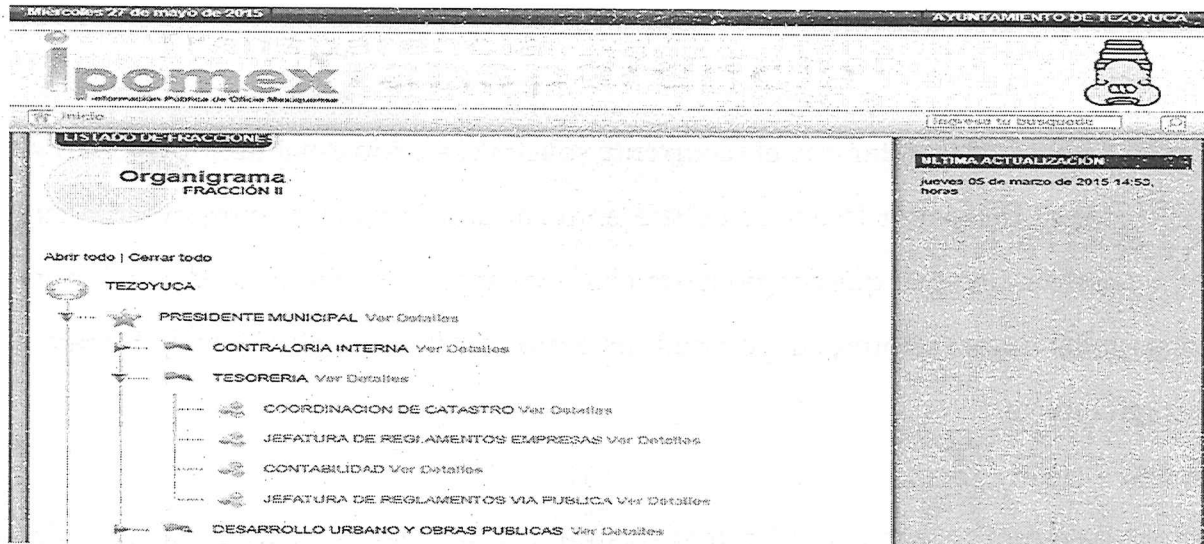 Miércoles 27 de mayo de 2015
AYUNTAMIENTO DE TEZOYUCA
ipomex
Información Pública de Oficio Mexiquense
Inicio
Ingresa tu busqueda
LISTADO DE FRACCIONES
Organigrama
FRACCIÓN II
ULTIMA ACTUALIZACIÓN
jueves 05 de marzo de 2015 14:53,
horas
Abrir todo | Cerrar todo
TEZOYUCA
PRESIDENTE MUNICIPAL Ver Detalles
CONTRALORIA INTERNA Ver Detalles
TESORERIA Ver Detalles
COORDINACION DE CATASTRO Ver Detalles
JEFATURA DE REGLAMENTOS EMPRESAS Ver Detalles
CONTABILIDAD Ver Detalles
JEFATURA DE REGLAMENTOS VIA PUBLICA Ver Detalles
DESARROLLO URBANO Y OBRAS PUBLICAS Ver Detalles